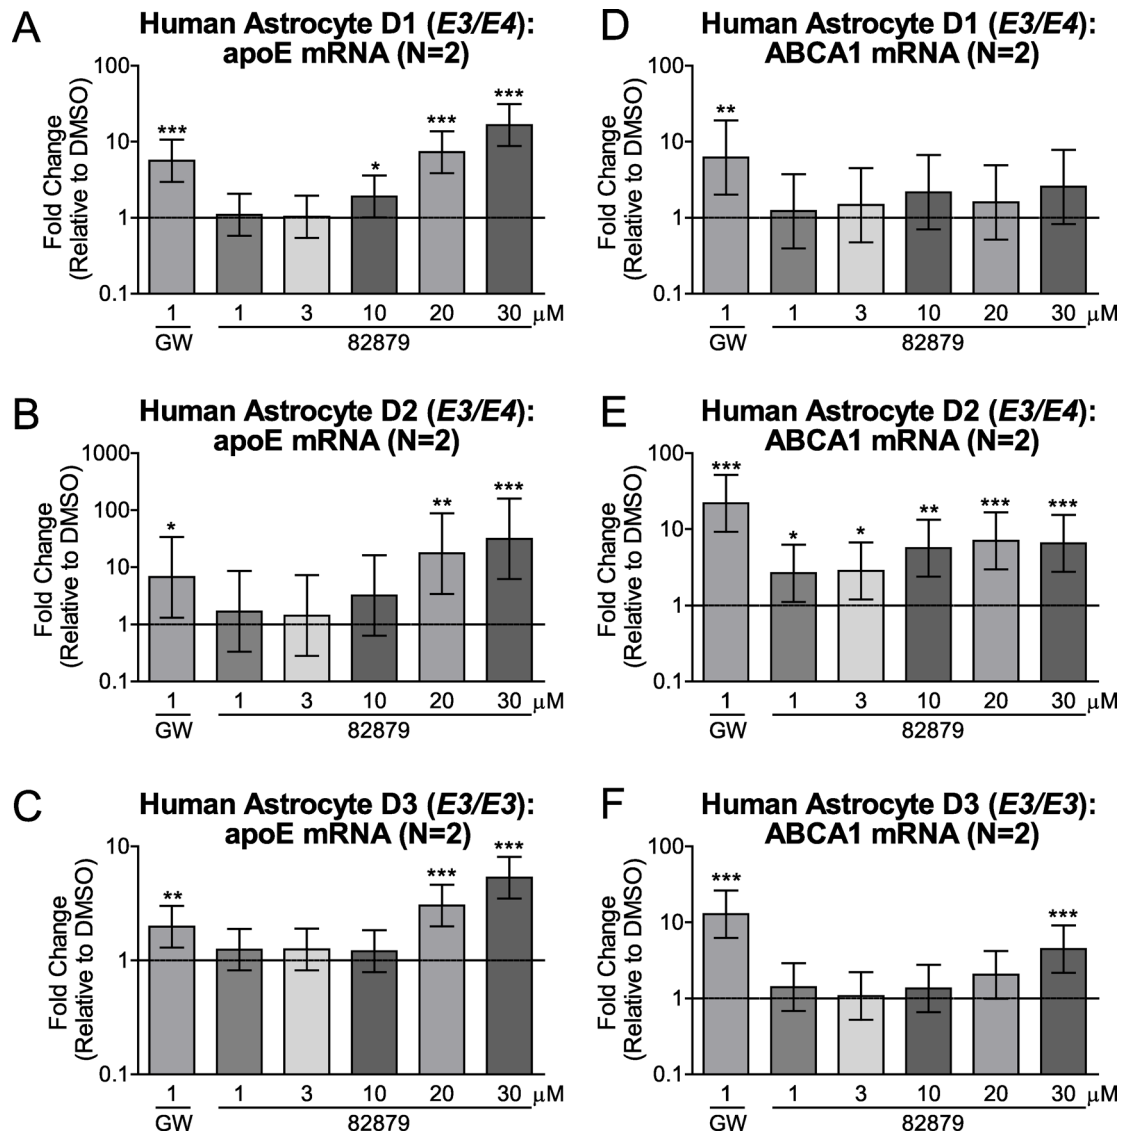 A
Human Astrocyte D1 (E3/E4):
apoE mRNA (N=2)
Fold Change
(Relative to DMSO)
100
10
1
0.1
***
*
***
***
1 1 3 10 20 30 µM
GW 82879
D
Human Astrocyte D1 (E3/E4):
ABCA1 mRNA (N=2)
Fold Change
(Relative to DMSO)
100
10
1
0.1
**
1 1 3 10 20 30 µM
GW 82879
B
Human Astrocyte D2 (E3/E4):
apoE mRNA (N=2)
Fold Change
(Relative to DMSO)
1000
100
10
1
0.1
*
**
***
1 1 3 10 20 30 µM
GW 82879
E
Human Astrocyte D2 (E3/E4):
ABCA1 mRNA (N=2)
Fold Change
(Relative to DMSO)
100
10
1
0.1
***
*
*
**
***
***
1 1 3 10 20 30 µM
GW 82879
C
Human Astrocyte D3 (E3/E3):
apoE mRNA (N=2)
Fold Change
(Relative to DMSO)
10
1
0.1
**
***
***
1 1 3 10 20 30 µM
GW 82879
F
Human Astrocyte D3 (E3/E3):
ABCA1 mRNA (N=2)
Fold Change
(Relative to DMSO)
100
10
1
0.1
***
***
1 1 3 10 20 30 µM
GW 82879